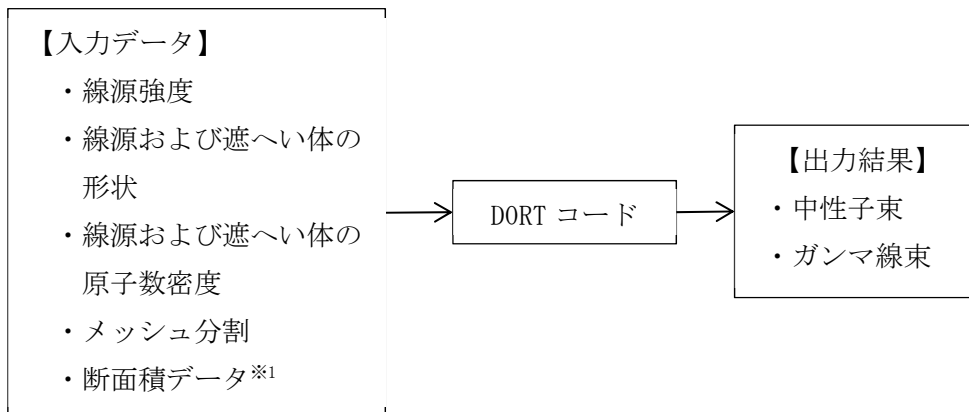 【入力データ】
・線源強度
・線源および遮へい体の
形状
・線源および遮へい体の
原子数密度
・メッシュ分割
・断面積データ※1
DORT コード
【出力結果】
・中性子束
・ガンマ線束